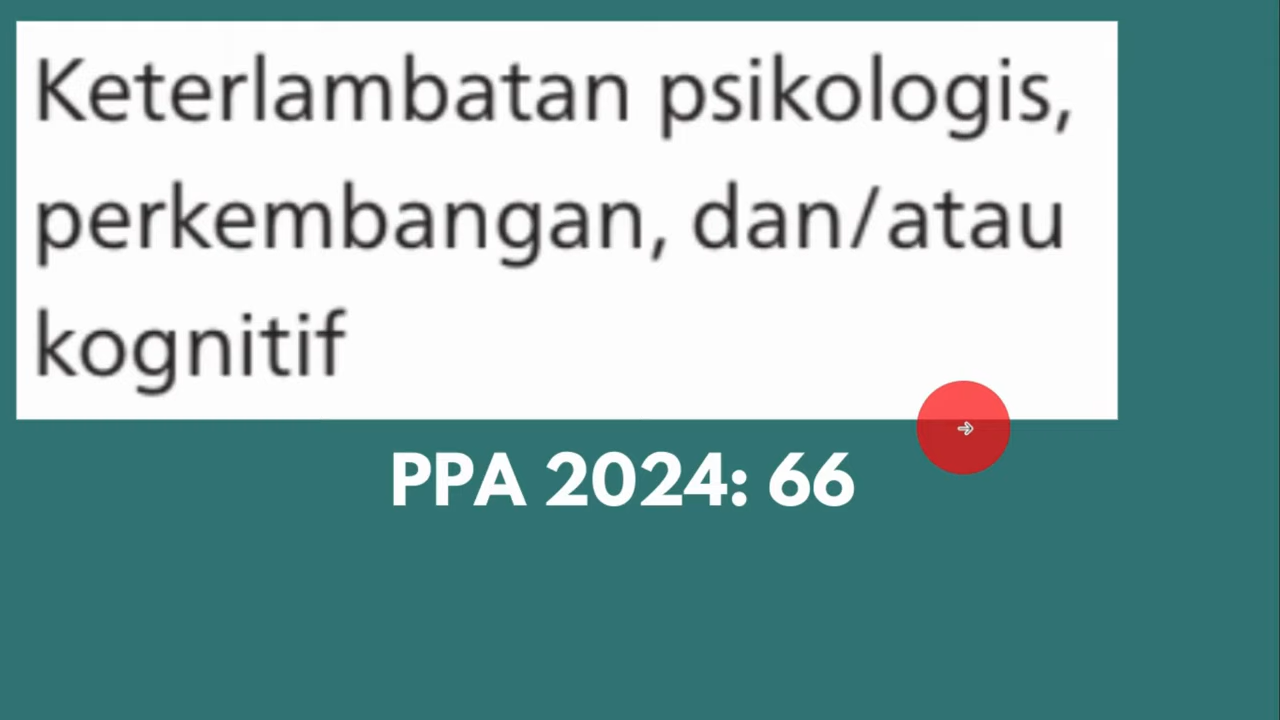 Keterlambatan psikologis,
perkembangan, dan/atau
kognitif
PPA 2024: 66